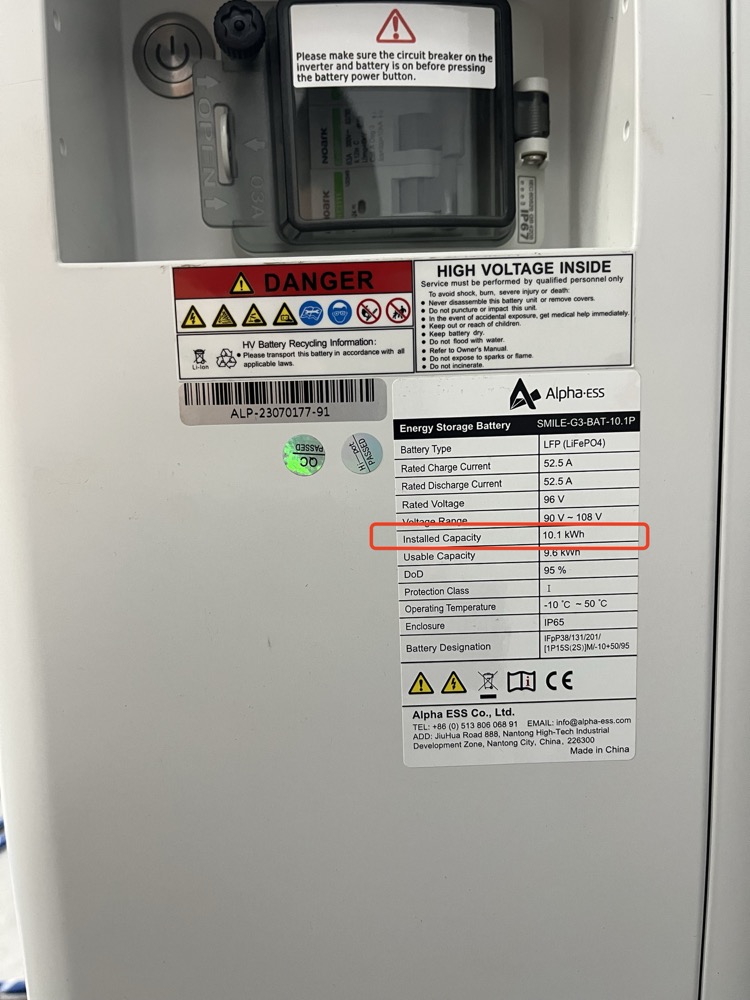 Please make sure the circuit breaker on the
inverter and battery is on before pressing
the battery power button.
OPEN
NOARK
IP67
DANGER
HV Battery Recycling Information:
Li-Ion
• Please transport this battery in accordance with all
applicable laws.
HIGH VOLTAGE INSIDE
Service must be performed by qualified personnel only
To avoid shock, burn, severe injury or death:
• Never disassemble this battery unit or remove covers.
• Do not puncture or impact this unit.
• In the event of accidental exposure, get medical help immediately.
• Keep out or reach of children.
• Keep battery dry.
• Do not flood with water.
• Refer to Owner's Manual.
• Do not expose to sparks or flame.
• Do not incinerate.
ALP-23070177-91
QC
PASSED
Hi-pot
PASSED
Alpha·ESS
Energy Storage Battery SMILE-G3-BAT-10.1P
Battery Type LFP (LiFePO4)
Rated Charge Current 52.5 A
Rated Discharge Current 52.5 A
Rated Voltage 96 V
Voltage Range 90 V ~ 108 V
Installed Capacity 10.1 kWh
Usable Capacity 9.6 kWh
DoD 95 %
Protection Class I
Operating Temperature -10 °C ~ 50 °C
Enclosure IP65
Battery Designation IFpP38/131/201/
[1P15S(2S)]M/-10+50/95
CE
Alpha ESS Co., Ltd.
TEL: +86 (0) 513 806 068 91 EMAIL: info@alpha-ess.com
ADD: JiuHua Road 888, Nantong High-Tech Industrial
Development Zone, Nantong City, China, 226300
Made in China